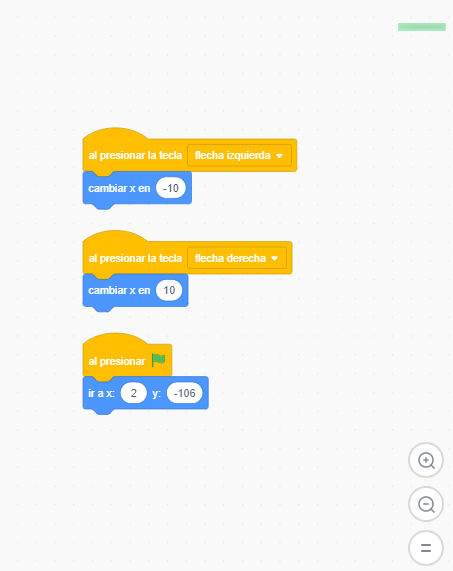 al presionar la tecla flecha izquierda
cambiar x en -10
al presionar la tecla flecha derecha
cambiar x en 10
al presionar
ir a x: 2 y: -106